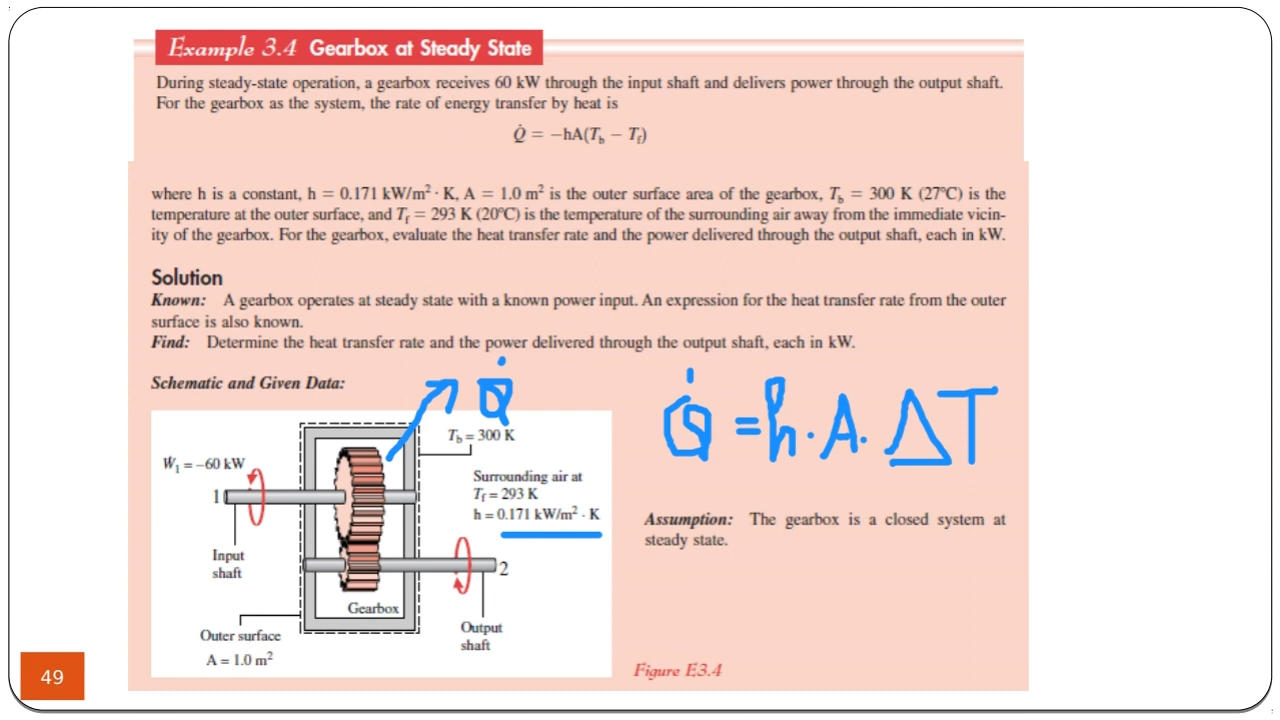 Example 3.4 Gearbox at Steady State
During steady-state operation, a gearbox receives 60 kW through the input shaft and delivers power through the output shaft.
For the gearbox as the system, the rate of energy transfer by heat is
Q̇ = −hA(T_b − T_f)
where h is a constant, h = 0.171 kW/m² · K, A = 1.0 m² is the outer surface area of the gearbox, T_b = 300 K (27°C) is the
temperature at the outer surface, and T_f = 293 K (20°C) is the temperature of the surrounding air away from the immediate vicin-
ity of the gearbox. For the gearbox, evaluate the heat transfer rate and the power delivered through the output shaft, each in kW.
Solution
Known: A gearbox operates at steady state with a known power input. An expression for the heat transfer rate from the outer
surface is also known.
Find: Determine the heat transfer rate and the power delivered through the output shaft, each in kW.
Schematic and Given Data:
Q̇
Q̇ = h·A·ΔT
T_b = 300 K
Ẇ₁ = −60 kW
Surrounding air at
T_f = 293 K
h = 0.171 kW/m² · K
1
Input
shaft
2
Gearbox
Output
shaft
Outer surface
A = 1.0 m²
Assumption: The gearbox is a closed system at
steady state.
Figure E3.4
49